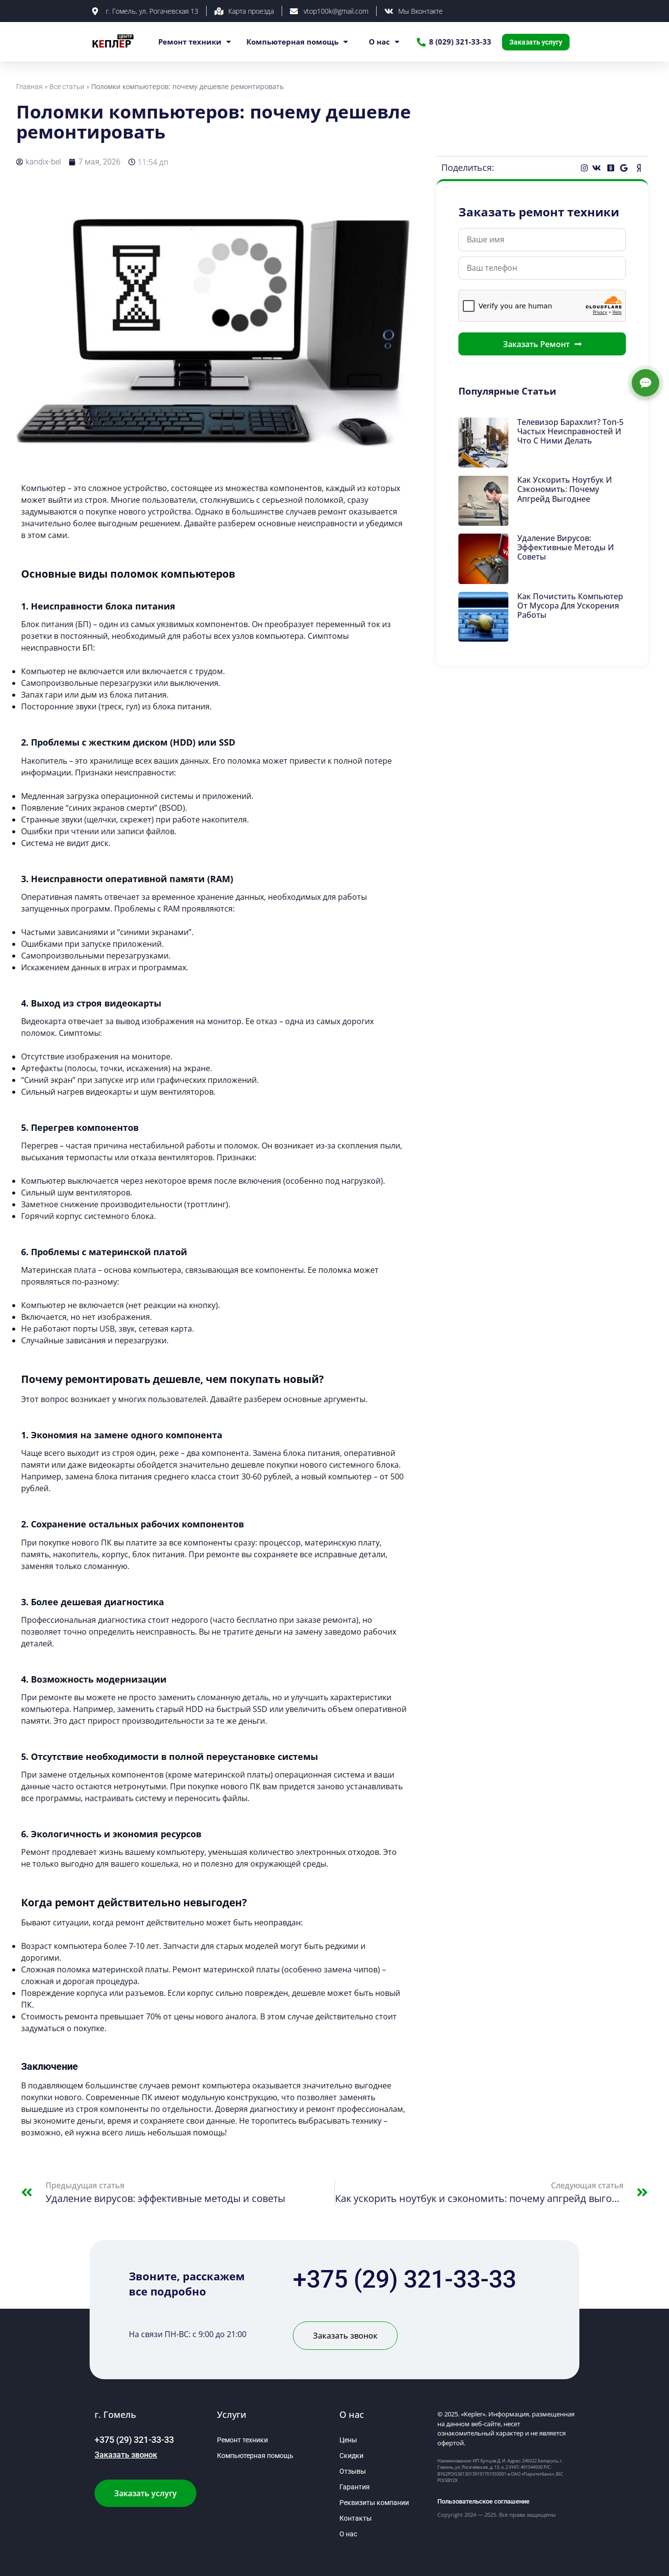 г. Гомель, ул. Рогачевская 13
Карта проезда
vtop100k@gmail.com
Мы Вконтакте
КЕПЛЕР
ЦЕНТР
Ремонт техники
Компьютерная помощь
О нас
8 (029) 321-33-33
Заказать услугу
Главная » Все статьи » Поломки компьютеров: почему дешевле ремонтировать
Поломки компьютеров: почему дешевле
ремонтировать
kandix-bel
7 мая, 2026
11:54 дп
Поделиться:
Заказать ремонт техники
Ваше имя
Ваш телефон
Verify you are human
CLOUDFLARE
Privacy • Help
Заказать Ремонт
Популярные Статьи
Телевизор Барахлит? Топ-5
Частых Неисправностей И
Что С Ними Делать
Как Ускорить Ноутбук И
Сэкономить: Почему
Апгрейд Выгоднее
Удаление Вирусов:
Эффективные Методы И
Советы
Как Почистить Компьютер
От Мусора Для Ускорения
Работы
Компьютер – это сложное устройство, состоящее из множества компонентов, каждый из которых
может выйти из строя. Многие пользователи, столкнувшись с серьезной поломкой, сразу
задумываются о покупке нового устройства. Однако в большинстве случаев ремонт оказывается
значительно более выгодным решением. Давайте разберем основные неисправности и убедимся
в этом сами.
Основные виды поломок компьютеров
1. Неисправности блока питания
Блок питания (БП) – один из самых уязвимых компонентов. Он преобразует переменный ток из
розетки в постоянный, необходимый для работы всех узлов компьютера. Симптомы
неисправности БП:
Компьютер не включается или включается с трудом.
Самопроизвольные перезагрузки или выключения.
Запах гари или дым из блока питания.
Посторонние звуки (треск, гул) из блока питания.
2. Проблемы с жестким диском (HDD) или SSD
Накопитель – это хранилище всех ваших данных. Его поломка может привести к полной потере
информации. Признаки неисправности:
Медленная загрузка операционной системы и приложений.
Появление “синих экранов смерти” (BSOD).
Странные звуки (щелчки, скрежет) при работе накопителя.
Ошибки при чтении или записи файлов.
Система не видит диск.
3. Неисправности оперативной памяти (RAM)
Оперативная память отвечает за временное хранение данных, необходимых для работы
запущенных программ. Проблемы с RAM проявляются:
Частыми зависаниями и “синими экранами”.
Ошибками при запуске приложений.
Самопроизвольными перезагрузками.
Искажением данных в играх и программах.
4. Выход из строя видеокарты
Видеокарта отвечает за вывод изображения на монитор. Ее отказ – одна из самых дорогих
поломок. Симптомы:
Отсутствие изображения на мониторе.
Артефакты (полосы, точки, искажения) на экране.
“Синий экран” при запуске игр или графических приложений.
Сильный нагрев видеокарты и шум вентиляторов.
5. Перегрев компонентов
Перегрев – частая причина нестабильной работы и поломок. Он возникает из-за скопления пыли,
высыхания термопасты или отказа вентиляторов. Признаки:
Компьютер выключается через некоторое время после включения (особенно под нагрузкой).
Сильный шум вентиляторов.
Заметное снижение производительности (троттлинг).
Горячий корпус системного блока.
6. Проблемы с материнской платой
Материнская плата – основа компьютера, связывающая все компоненты. Ее поломка может
проявляться по-разному:
Компьютер не включается (нет реакции на кнопку).
Включается, но нет изображения.
Не работают порты USB, звук, сетевая карта.
Случайные зависания и перезагрузки.
Почему ремонтировать дешевле, чем покупать новый?
Этот вопрос возникает у многих пользователей. Давайте разберем основные аргументы.
1. Экономия на замене одного компонента
Чаще всего выходит из строя один, реже – два компонента. Замена блока питания, оперативной
памяти или даже видеокарты обойдется значительно дешевле покупки нового системного блока.
Например, замена блока питания среднего класса стоит 30-60 рублей, а новый компьютер – от 500
рублей.
2. Сохранение остальных рабочих компонентов
При покупке нового ПК вы платите за все компоненты сразу: процессор, материнскую плату,
память, накопитель, корпус, блок питания. При ремонте вы сохраняете все исправные детали,
заменяя только сломанную.
3. Более дешевая диагностика
Профессиональная диагностика стоит недорого (часто бесплатно при заказе ремонта), но
позволяет точно определить неисправность. Вы не тратите деньги на замену заведомо рабочих
деталей.
4. Возможность модернизации
При ремонте вы можете не просто заменить сломанную деталь, но и улучшить характеристики
компьютера. Например, заменить старый HDD на быстрый SSD или увеличить объем оперативной
памяти. Это даст прирост производительности за те же деньги.
5. Отсутствие необходимости в полной переустановке системы
При замене отдельных компонентов (кроме материнской платы) операционная система и ваши
данные часто остаются нетронутыми. При покупке нового ПК вам придется заново устанавливать
все программы, настраивать систему и переносить файлы.
6. Экологичность и экономия ресурсов
Ремонт продлевает жизнь вашему компьютеру, уменьшая количество электронных отходов. Это
не только выгодно для вашего кошелька, но и полезно для окружающей среды.
Когда ремонт действительно невыгоден?
Бывают ситуации, когда ремонт действительно может быть неоправдан:
Возраст компьютера более 7-10 лет. Запчасти для старых моделей могут быть редкими и
дорогими.
Сложная поломка материнской платы. Ремонт материнской платы (особенно замена чипов) –
сложная и дорогая процедура.
Повреждение корпуса или разъемов. Если корпус сильно поврежден, дешевле может быть новый
ПК.
Стоимость ремонта превышает 70% от цены нового аналога. В этом случае действительно стоит
задуматься о покупке.
Заключение
В подавляющем большинстве случаев ремонт компьютера оказывается значительно выгоднее
покупки нового. Современные ПК имеют модульную конструкцию, что позволяет заменять
вышедшие из строя компоненты по отдельности. Доверяя диагностику и ремонт профессионалам,
вы экономите деньги, время и сохраняете свои данные. Не торопитесь выбрасывать технику –
возможно, ей нужна всего лишь небольшая помощь!
Предыдущая статья
Удаление вирусов: эффективные методы и советы
Следующая статья
Как ускорить ноутбук и сэкономить: почему апгрейд выго...
Звоните, расскажем
все подробно
+375 (29) 321-33-33
На связи ПН-ВС: с 9:00 до 21:00
Заказать звонок
г. Гомель
+375 (29) 321-33-33
Заказать звонок
Заказать услугу
Услуги
Ремонт техники
Компьютерная помощь
О нас
Цены
Скидки
Отзывы
Гарантия
Реквизиты компании
Контакты
О нас
© 2025. «Kepler». Информация, размещенная
на данном веб-сайте, несет
ознакомительный характер и не является
офертой.
Пользовательское соглашение
Copyright 2024 — 2025. Все права защищены